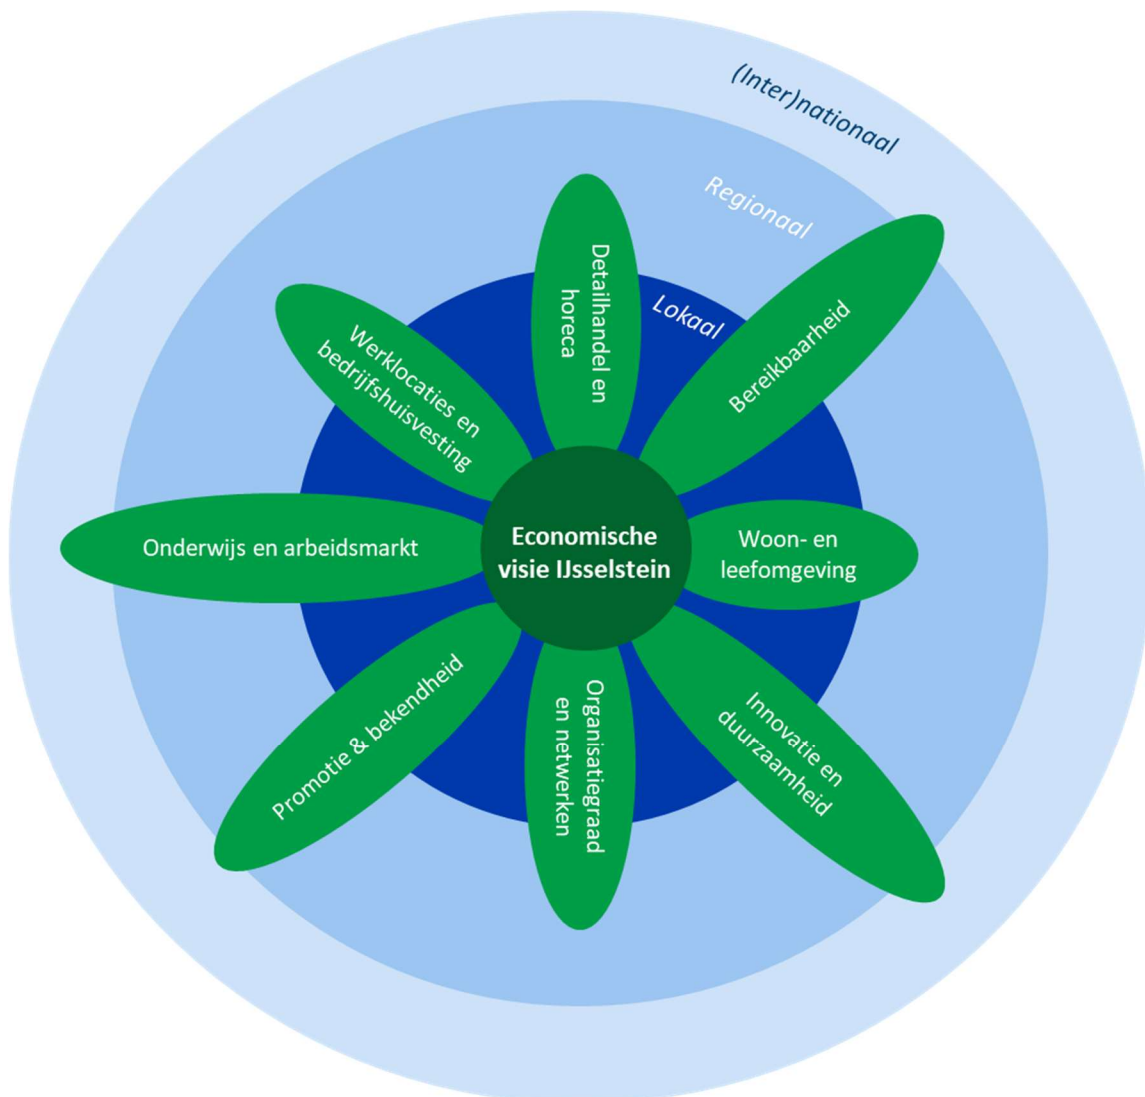 (Inter)nationaal
Regionaal
Lokaal
Detailhandel en
horeca
Bereikbaarheid
Werklocaties en
bedrijfshuisvesting
Onderwijs en arbeidsmarkt
Economische
visie IJsselstein
Woon- en
leefomgeving
Promotie & bekendheid
Organisatiegraad
en netwerken
Innovatie en
duurzaamheid